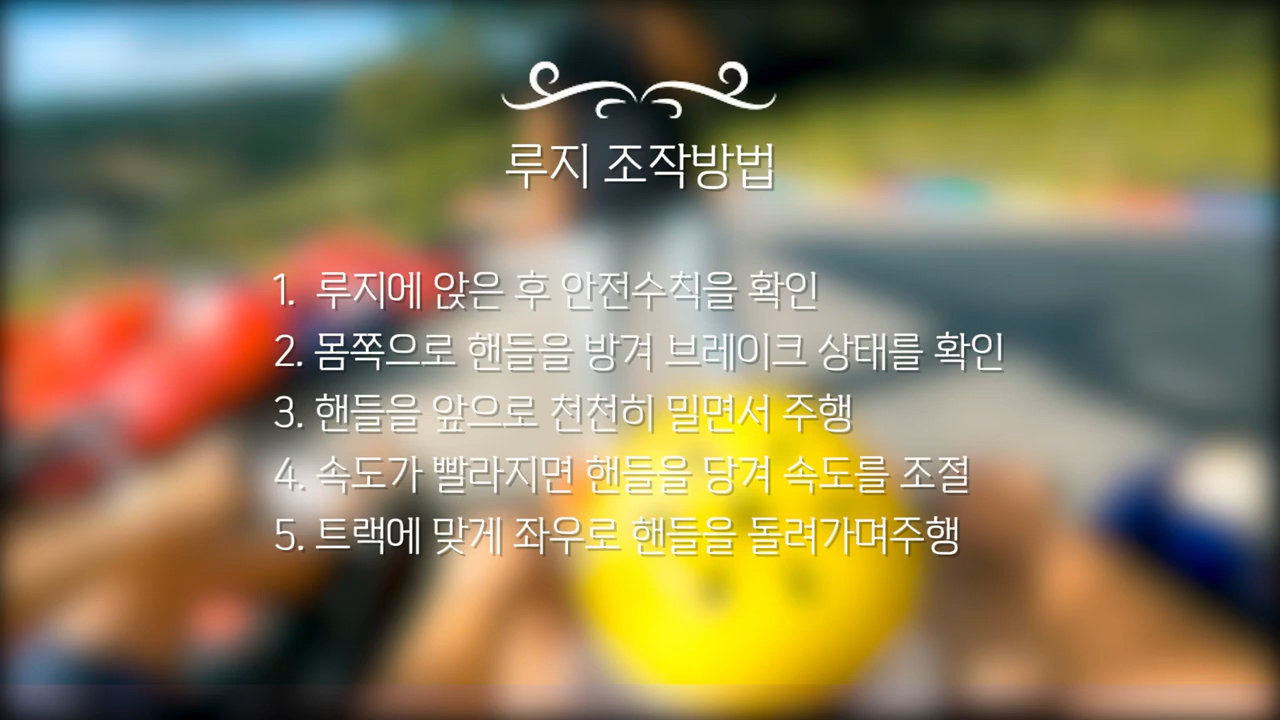 루지 조작방법
1. 루지에 앉은 후 안전수칙을 확인
2. 몸쪽으로 핸들을 방겨 브레이크 상태를 확인
3. 핸들을 앞으로 천천히 밀면서 주행
4. 속도가 빨라지면 핸들을 당겨 속도를 조절
5. 트랙에 맞게 좌우로 핸들을 돌려가며주행